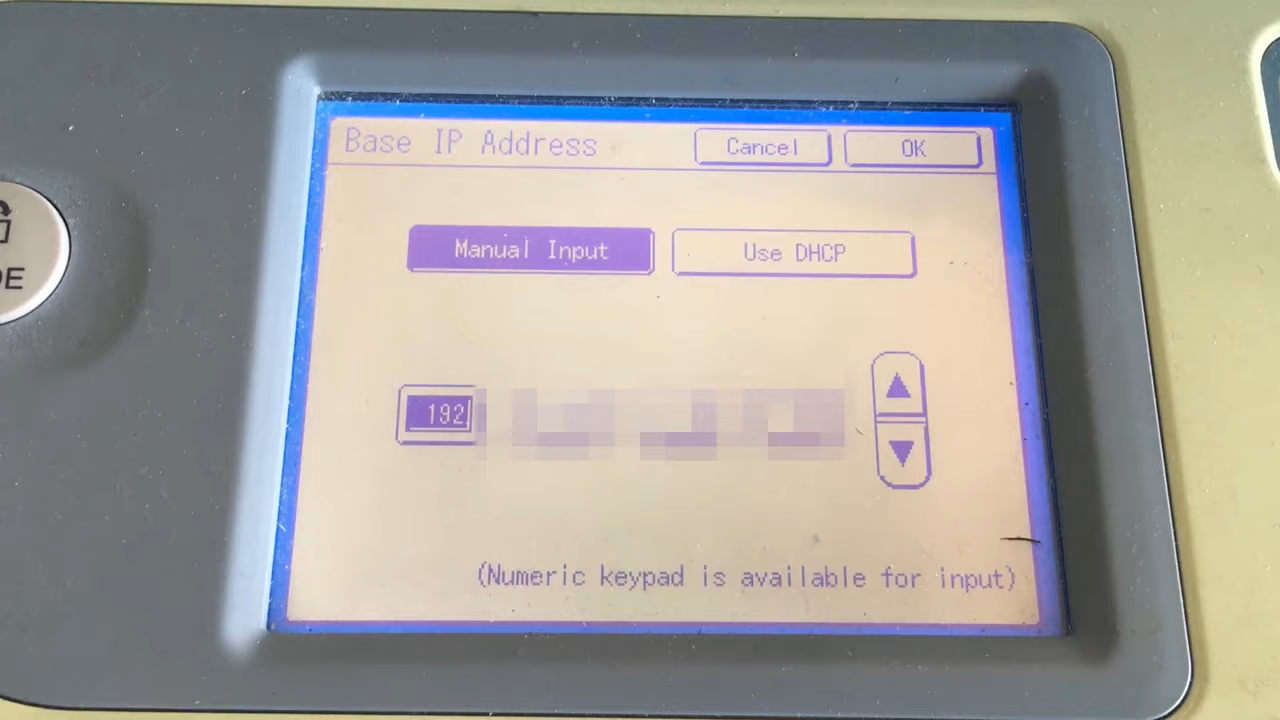 Base IP Address Cancel OK
Manual Input Use DHCP
192
(Numeric keypad is available for input)